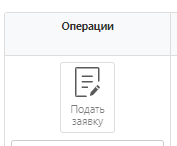 Операции
Подать
заявку